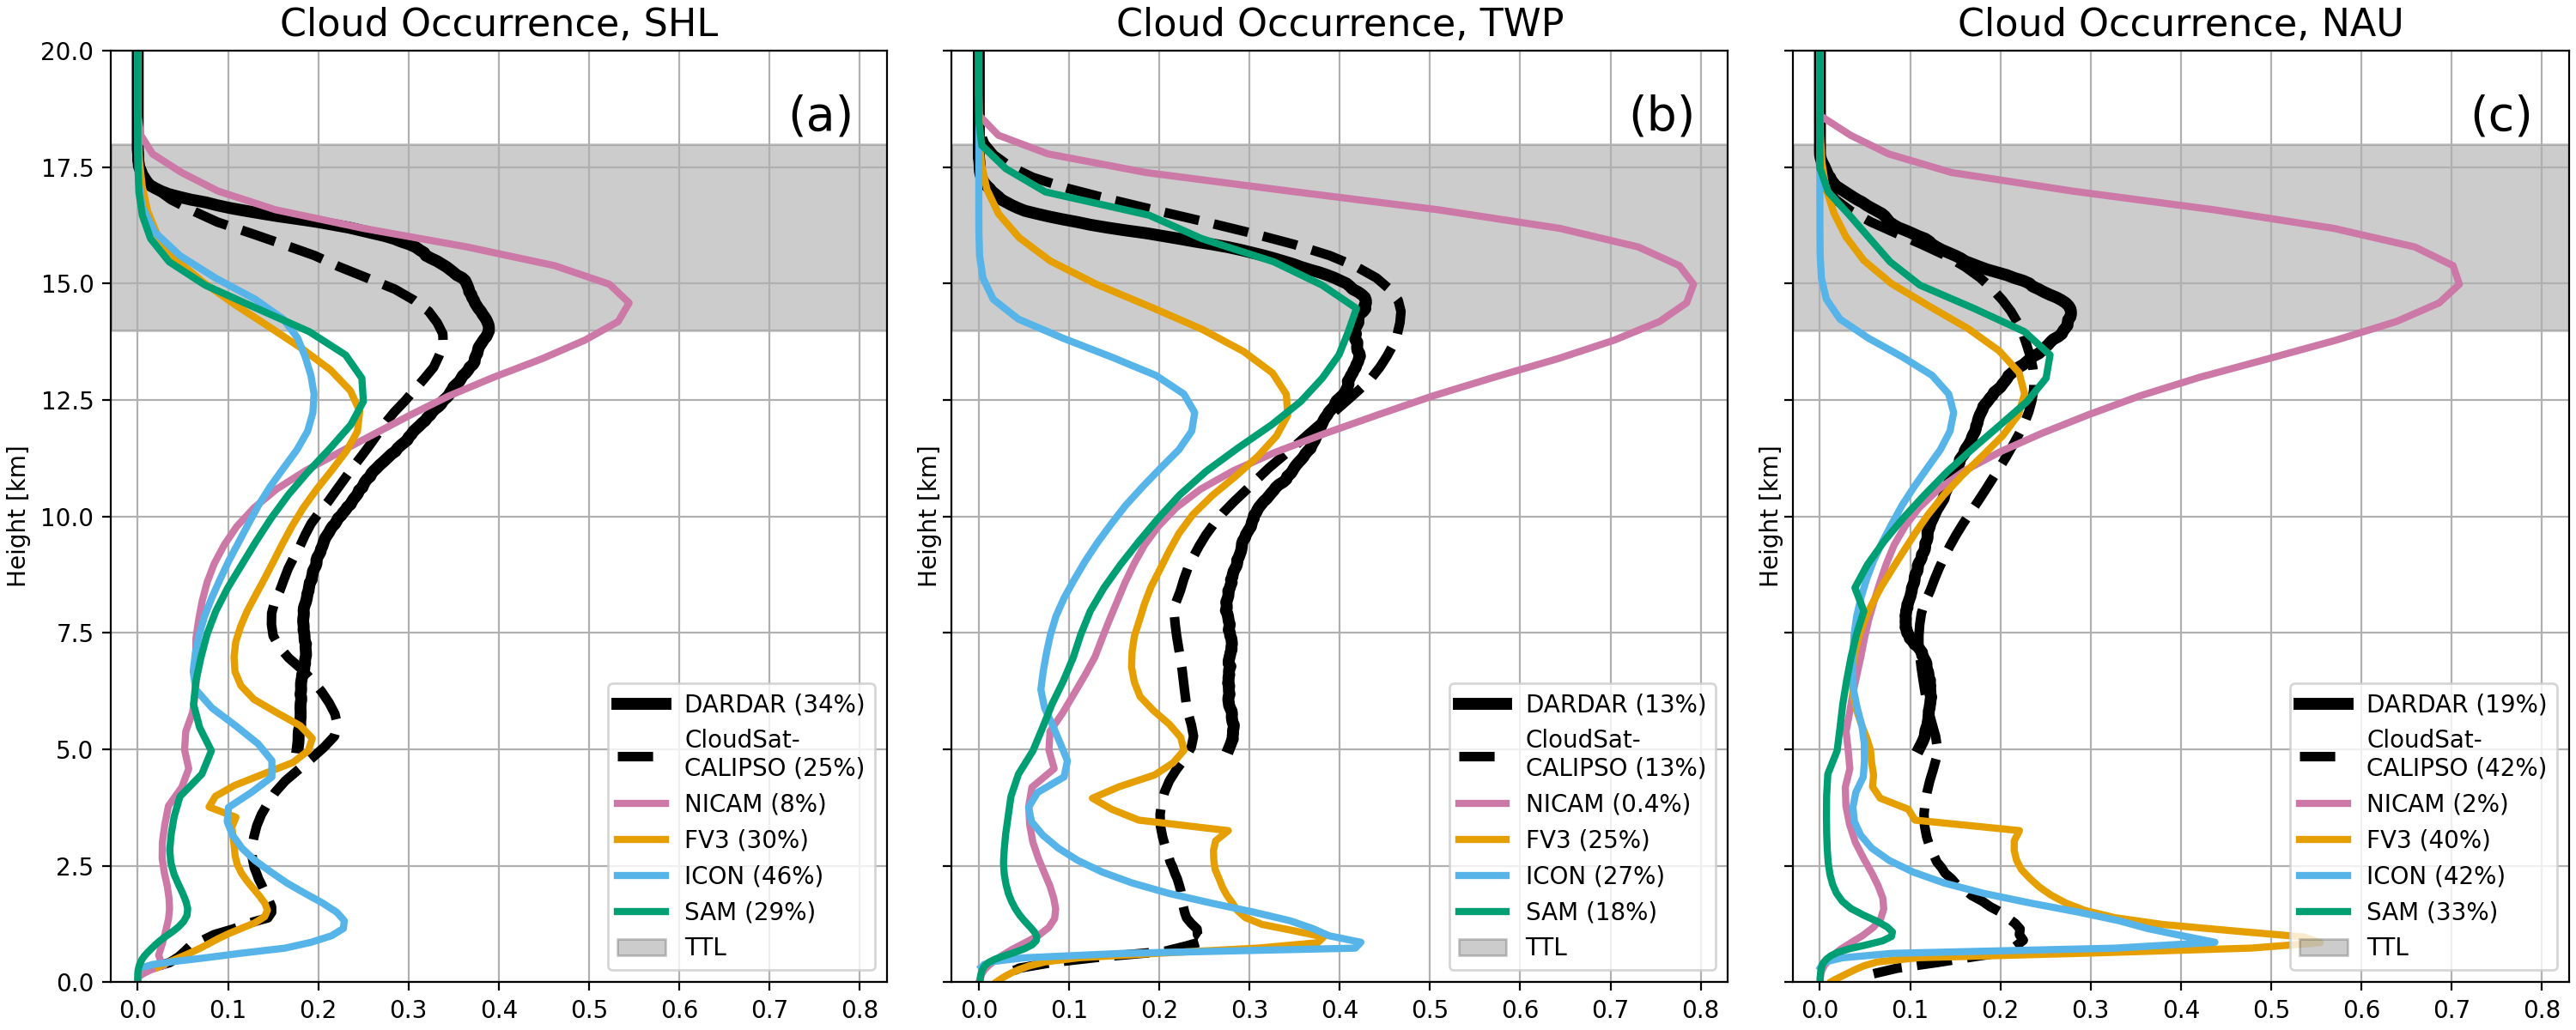 Cloud Occurrence, SHL
20.0
17.5
15.0
12.5
10.0
7.5
5.0
2.5
0.0
Height [km]
(a)
DARDAR (34%)
CloudSat-
CALIPSO (25%)
NICAM (8%)
FV3 (30%)
ICON (46%)
SAM (29%)
TTL
0.0 0.1 0.2 0.3 0.4 0.5 0.6 0.7 0.8
Cloud Occurrence, TWP
Height [km]
(b)
DARDAR (13%)
CloudSat-
CALIPSO (13%)
NICAM (0.4%)
FV3 (25%)
ICON (27%)
SAM (18%)
TTL
0.0 0.1 0.2 0.3 0.4 0.5 0.6 0.7 0.8
Cloud Occurrence, NAU
Height [km]
(c)
DARDAR (19%)
CloudSat-
CALIPSO (42%)
NICAM (2%)
FV3 (40%)
ICON (42%)
SAM (33%)
TTL
0.0 0.1 0.2 0.3 0.4 0.5 0.6 0.7 0.8